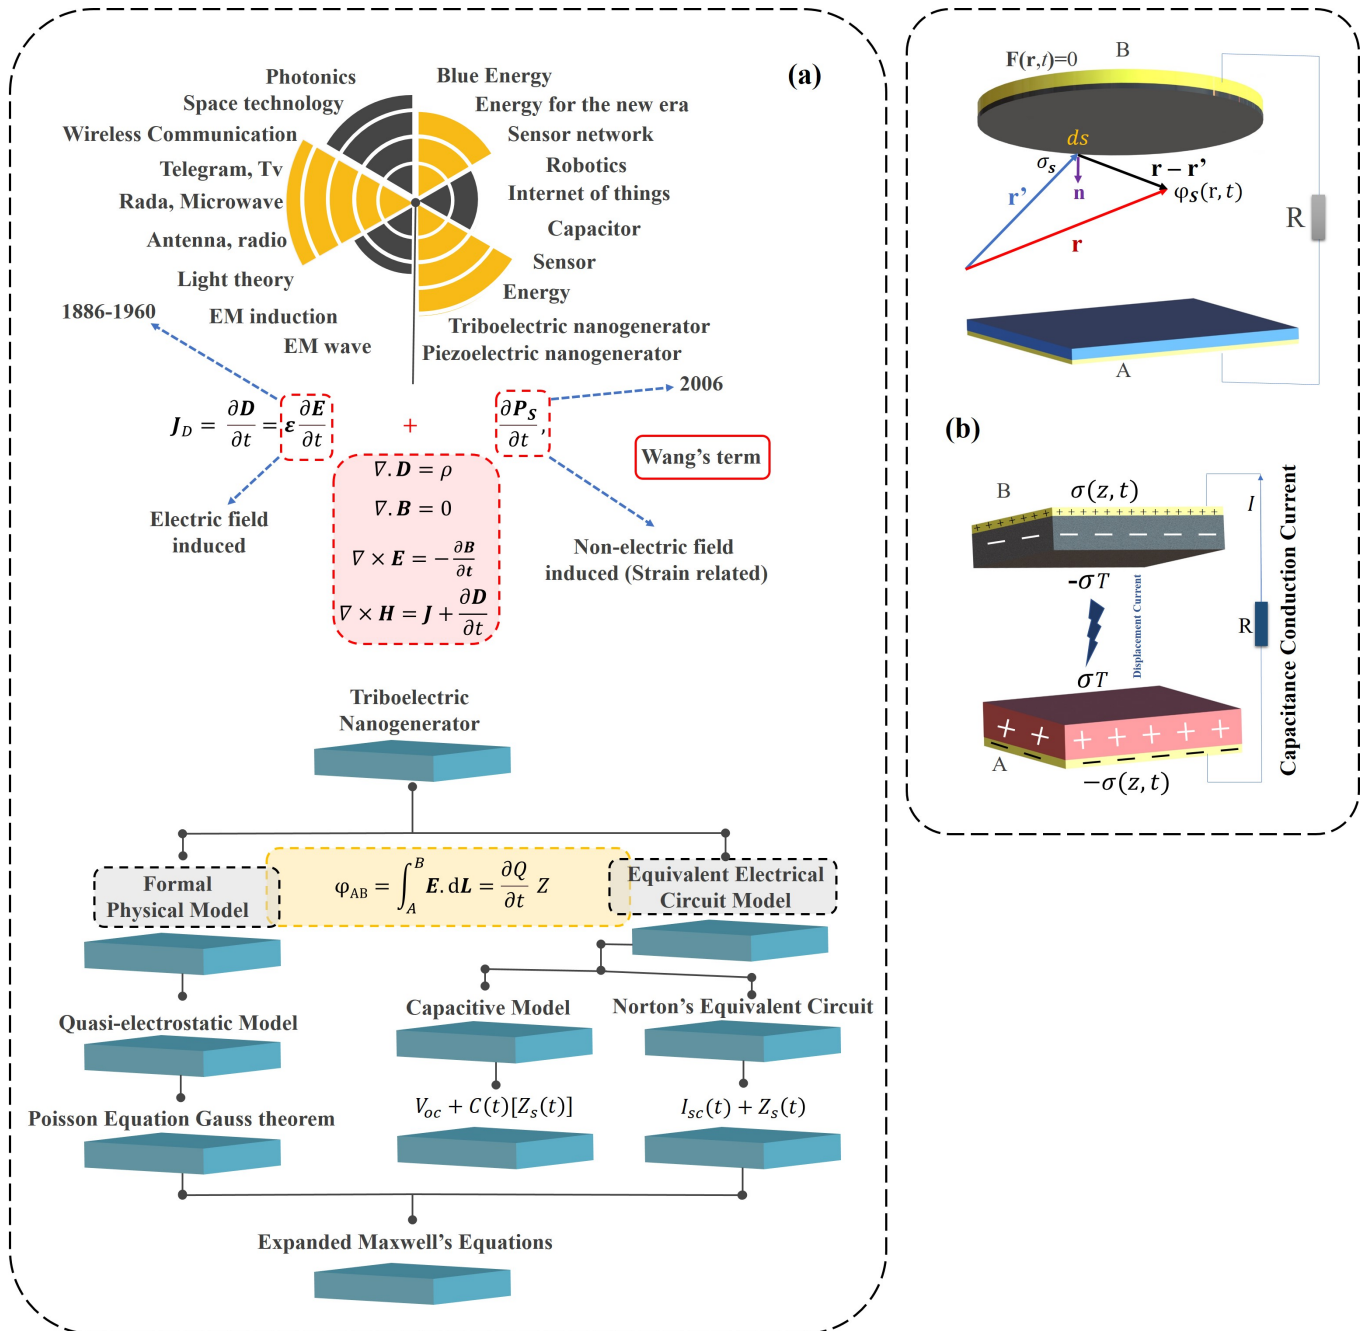 (a)
Photonics
Space technology
Wireless Communication
Telegram, Tv
Rada, Microwave
Antenna, radio
Light theory
EM induction
EM wave
Blue Energy
Energy for the new era
Sensor network
Robotics
Internet of things
Capacitor
Sensor
Energy
Triboelectric nanogenerator
Piezoelectric nanogenerator
1886-1960
2006
J_D = ∂D/∂t = ε ∂E/∂t + ∂P_S/∂t,
Wang's term
Electric field
induced
Non-electric field
induced (Strain related)
∇. D = ρ
∇. B = 0
∇ × E = − ∂B/∂t
∇ × H = J + ∂D/∂t
Triboelectric
Nanogenerator
Formal
Physical Model
φ_AB = ∫_A^B E. dL = ∂Q/∂t Z
Equivalent Electrical
Circuit Model
Quasi-electrostatic Model
Capacitive Model
Norton's Equivalent Circuit
Poisson Equation Gauss theorem
V_oc + C(t)[Z_s(t)]
I_sc(t) + Z_s(t)
Expanded Maxwell's Equations
B
F(r,t)=0
ds
σ_s
n
r − r'
r'
φ_S(r, t)
r
R
A
(b)
B
σ(z, t)
I
-σT
Displacement Current
R
Capacitance Conduction Current
σT
A
−σ(z, t)